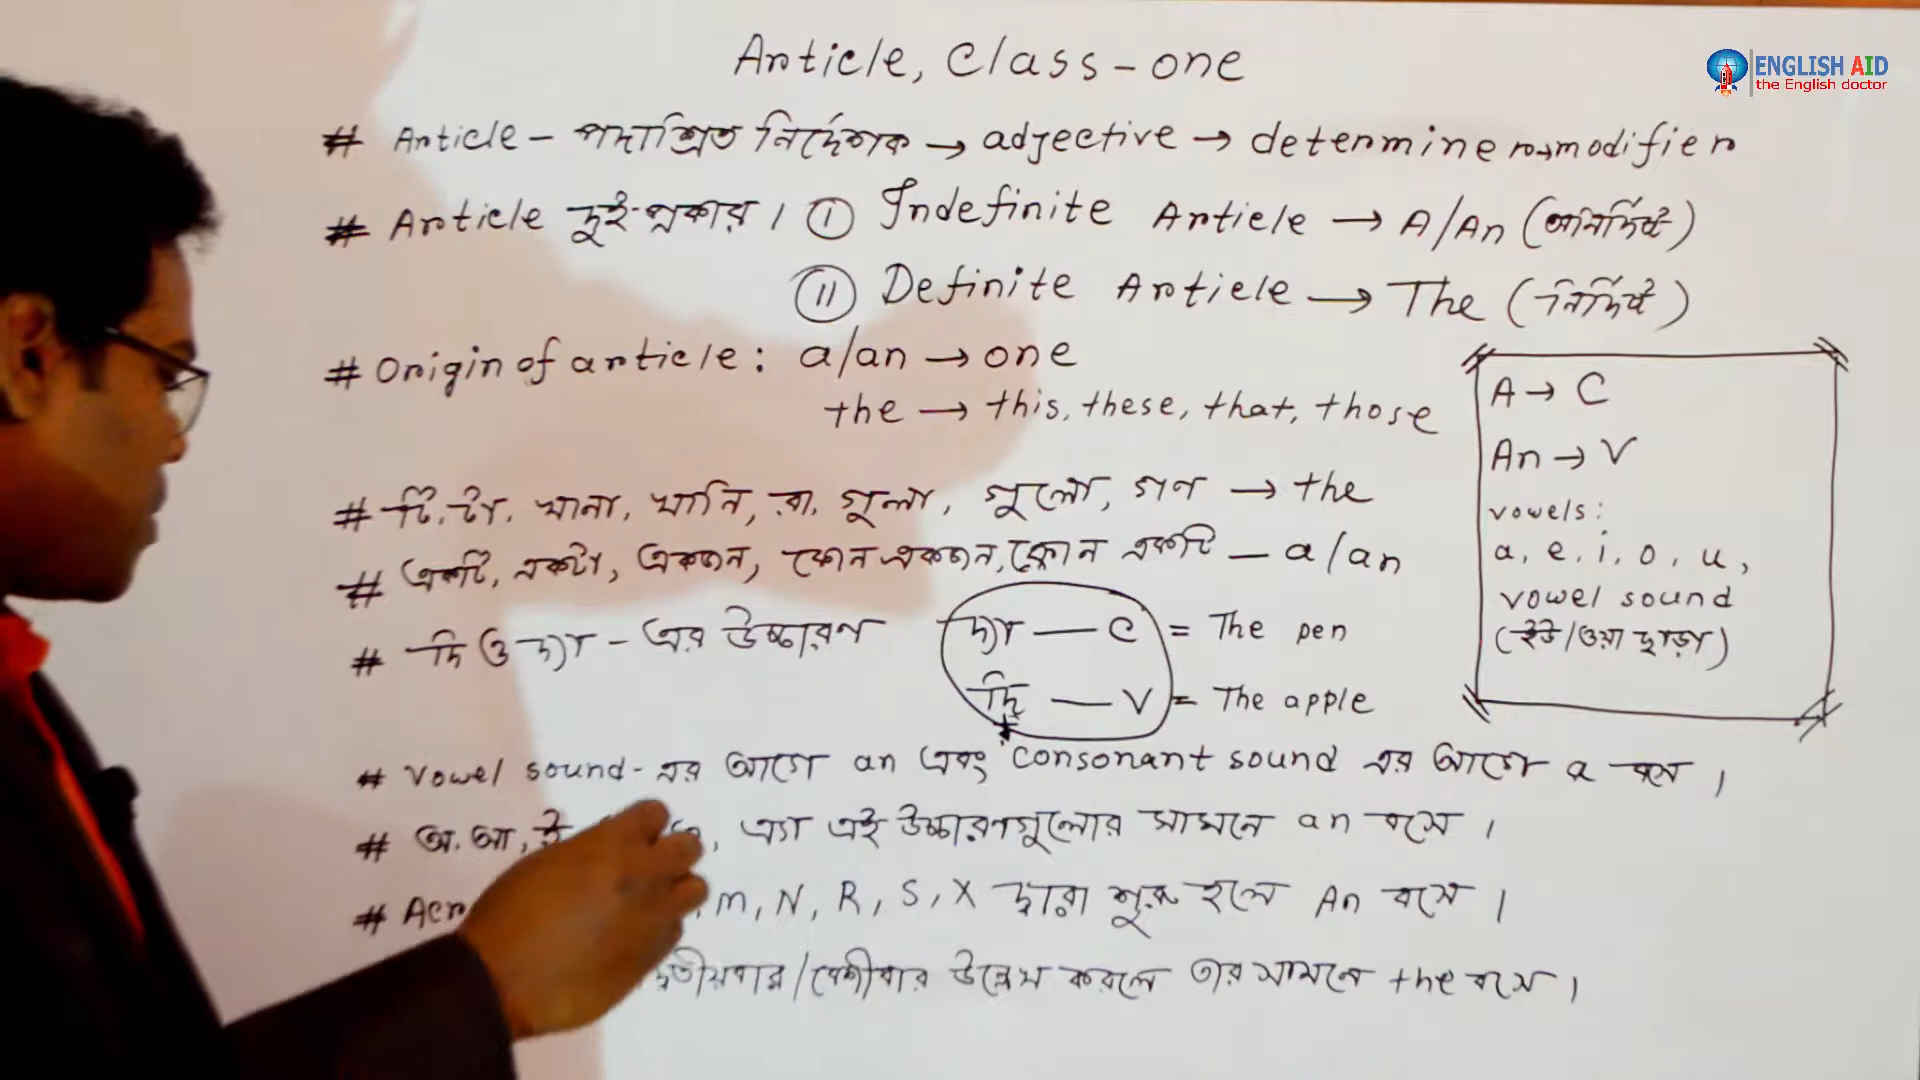 Article, Class-one
ENGLISH AID
the English doctor
# Article – পদাশ্রিত নির্দেশক → adjective → determiner→modifier
# Article দুই প্রকার। (i) Indefinite Article → A/An (অনির্দিষ্ট)
(ii) Definite Article → The (নির্দিষ্ট)
# Origin of article: a/an → one
the → this, these, that, those
# টি, টা, খানা, খানি, রা, গুলা, গুলো, গণ → the
# একটি, একটা, একজন, কোন একজন, কোন একটি – a/an
# দি ও দ্যা – এর উচ্চারণ
দ্যা — C = The pen
দি — V = The apple
A → C
An → V
vowels:
a, e, i, o, u,
vowel sound
(ইউ/ওয়া ছাড়া)
# Vowel sound-এর আগে an এবং consonant sound এর আগে a বসে।
# অ, আ, ই, এ্যা এই উচ্চারণগুলোর সামনে an বসে।
# M, N, R, S, X দ্বারা শুরু হলে An বসে।
দ্বিতীয়বার/বেশীবার উল্লেখ করলে তার সামনে the বসে।